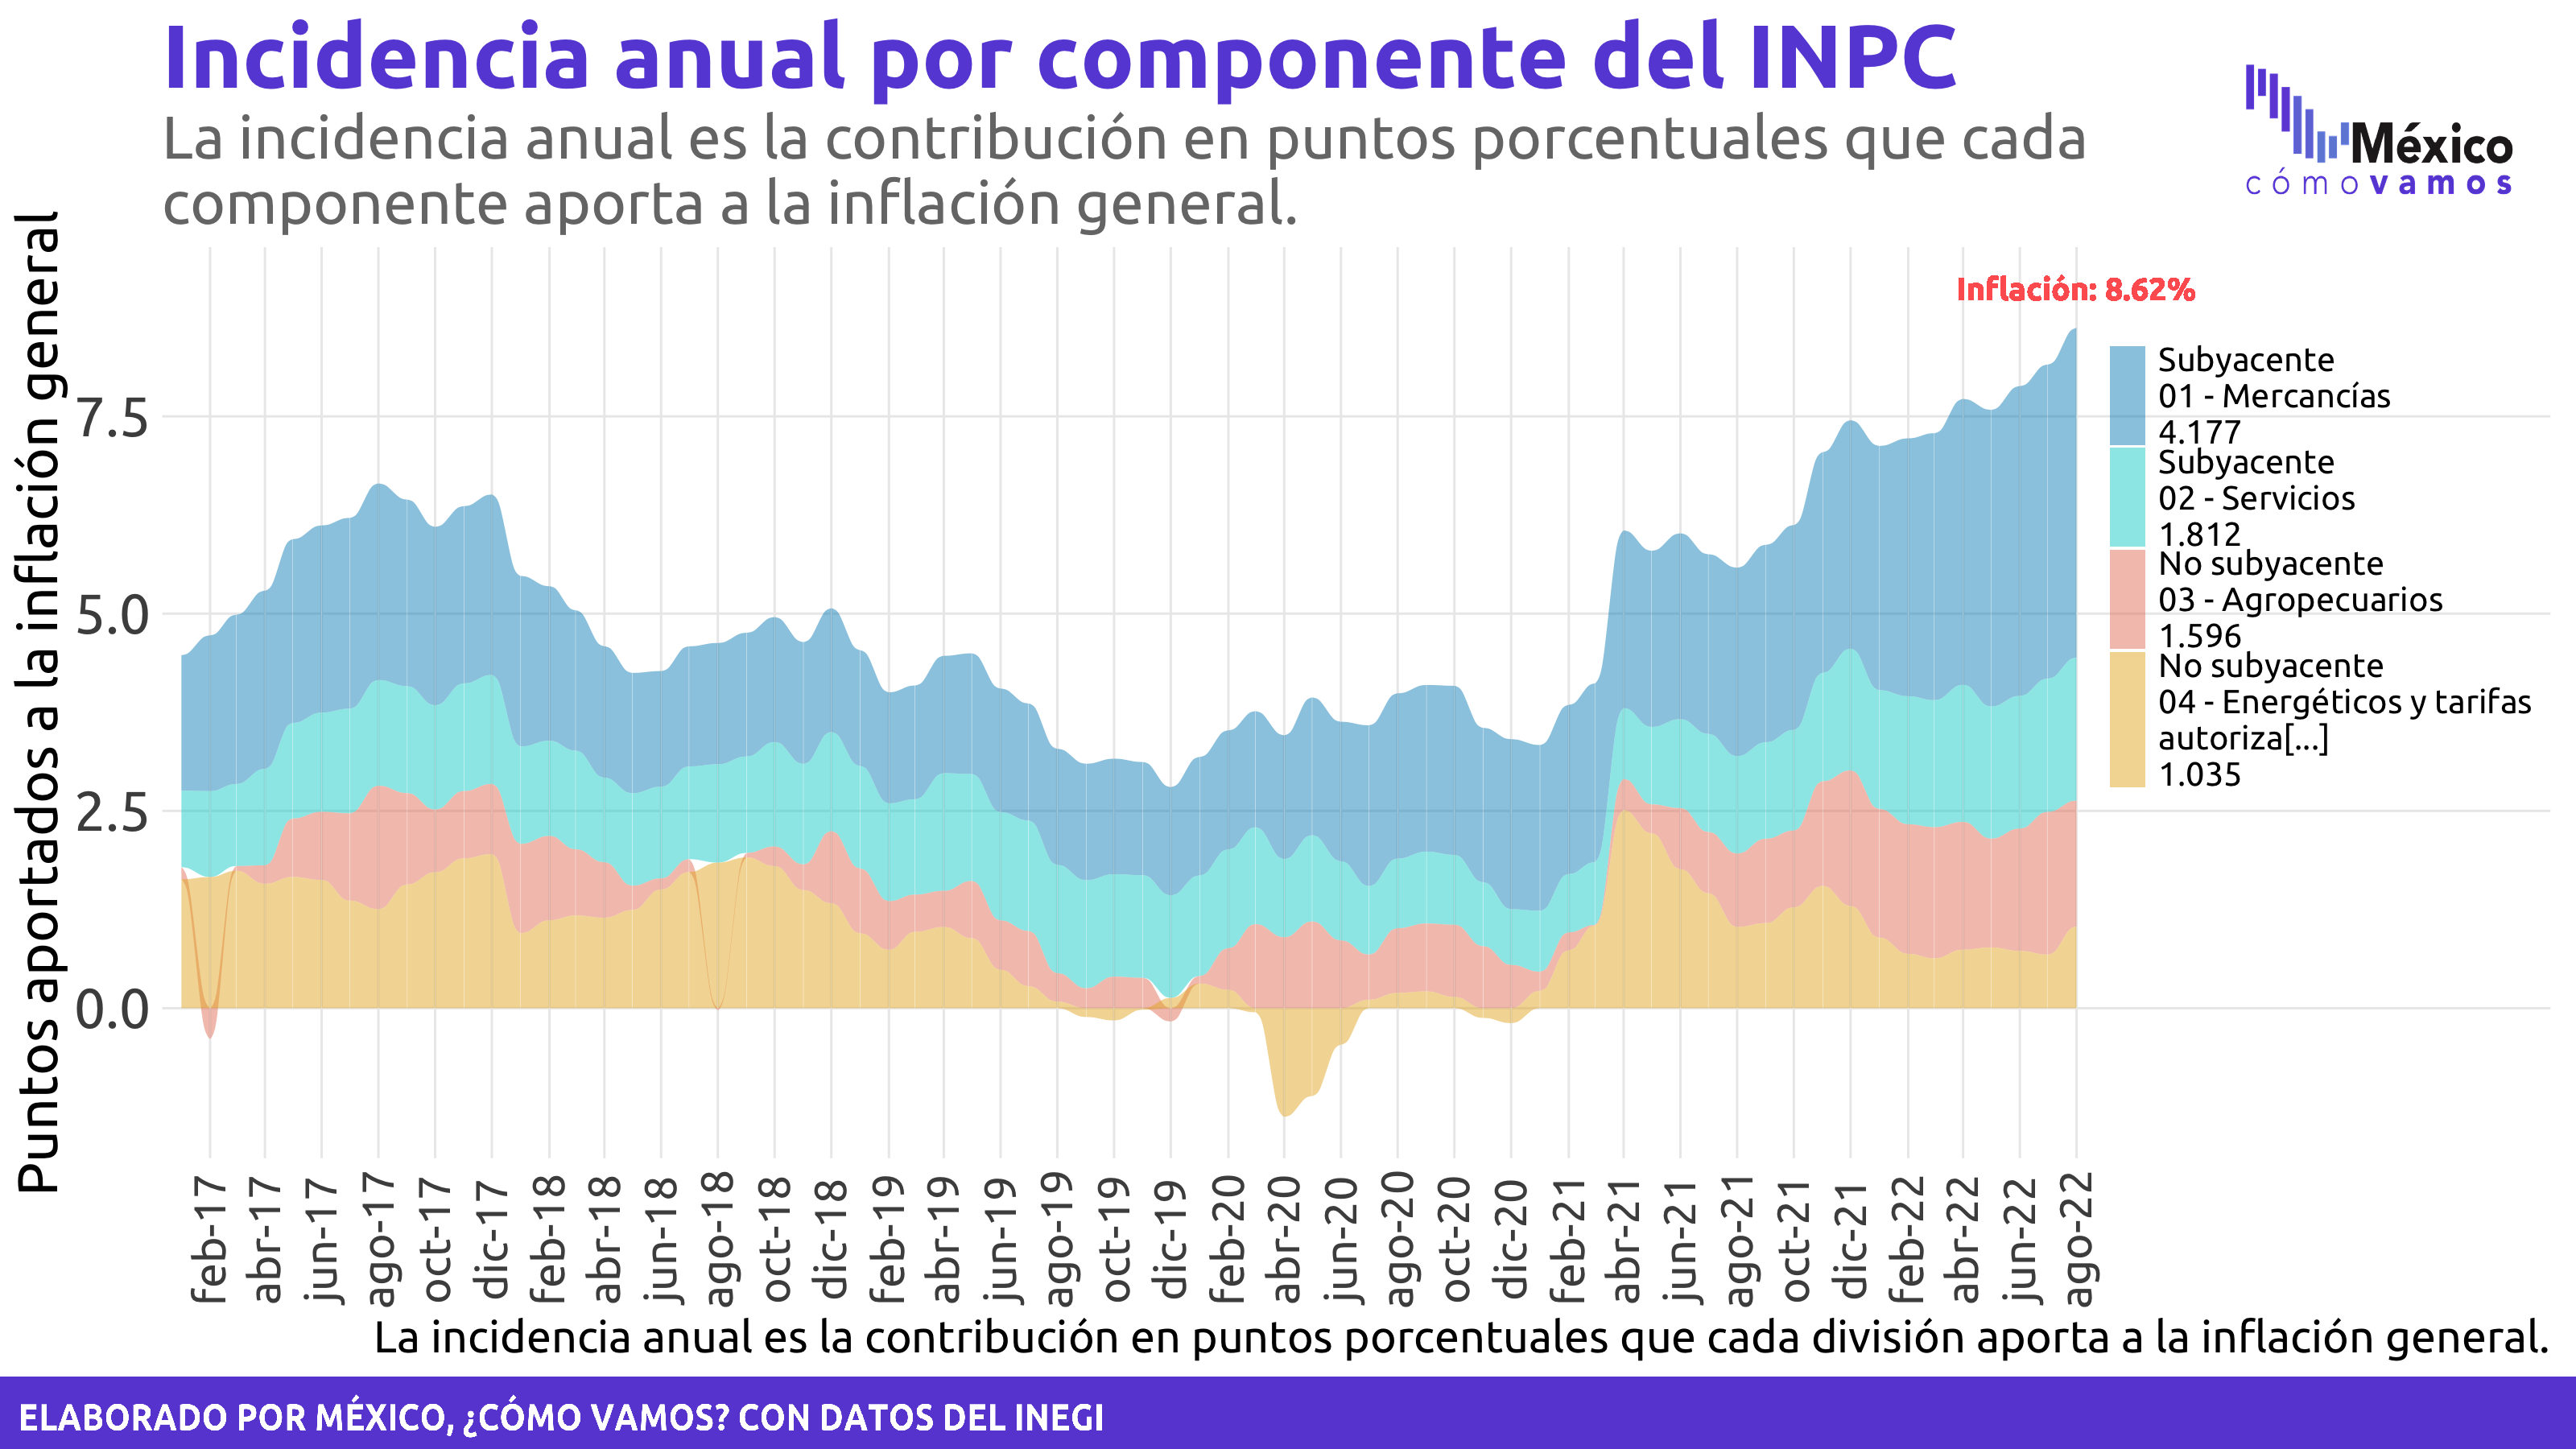 Incidencia anual por componente del INPC
La incidencia anual es la contribución en puntos porcentuales que cada
componente aporta a la inflación general.
México
cómovamos
Puntos aportados a la inflación general
7.5
5.0
2.5
0.0
Inflación: 8.62%
Subyacente
01 - Mercancías
4.177
Subyacente
02 - Servicios
1.812
No subyacente
03 - Agropecuarios
1.596
No subyacente
04 - Energéticos y tarifas
autoriza[...]
1.035
feb-17
abr-17
jun-17
ago-17
oct-17
dic-17
feb-18
abr-18
jun-18
ago-18
oct-18
dic-18
feb-19
abr-19
jun-19
ago-19
oct-19
dic-19
feb-20
abr-20
jun-20
ago-20
oct-20
dic-20
feb-21
abr-21
jun-21
ago-21
oct-21
dic-21
feb-22
abr-22
jun-22
ago-22
La incidencia anual es la contribución en puntos porcentuales que cada división aporta a la inflación general.
ELABORADO POR MÉXICO, ¿CÓMO VAMOS? CON DATOS DEL INEGI